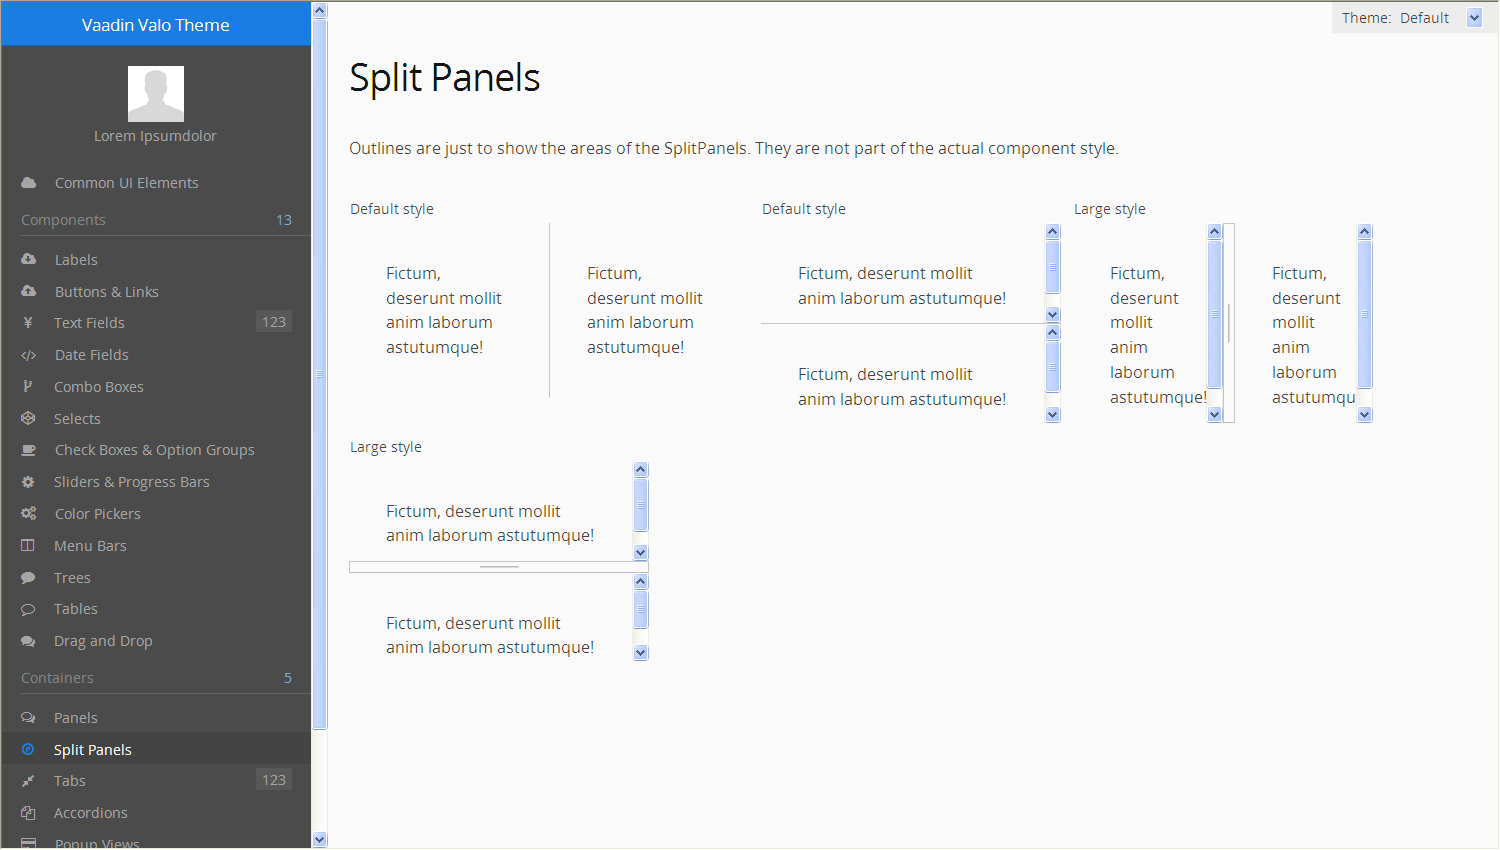 Vaadin Valo Theme
Lorem Ipsumdolor
Common UI Elements
Components 13
Labels
Buttons & Links
Text Fields 123
Date Fields
Combo Boxes
Selects
Check Boxes & Option Groups
Sliders & Progress Bars
Color Pickers
Menu Bars
Trees
Tables
Drag and Drop
Containers 5
Panels
Split Panels
Tabs 123
Accordions
Popup Views
Theme: Default
Split Panels
Outlines are just to show the areas of the SplitPanels. They are not part of the actual component style.
Default style
Fictum,
deserunt mollit
anim laborum
astutumque!
Fictum,
deserunt mollit
anim laborum
astutumque!
Default style
Fictum, deserunt mollit
anim laborum astutumque!
Fictum, deserunt mollit
anim laborum astutumque!
Large style
Fictum,
deserunt
mollit
anim
laborum
astutumque!
Fictum,
deserunt
mollit
anim
laborum
astutumqu
Large style
Fictum, deserunt mollit
anim laborum astutumque!
Fictum, deserunt mollit
anim laborum astutumque!